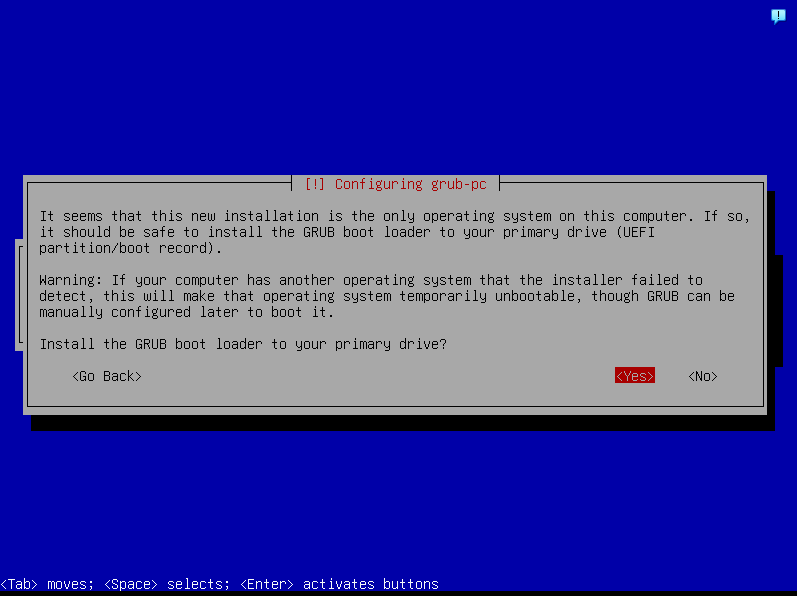 [!] Configuring grub-pc
It seems that this new installation is the only operating system on this computer. If so,
it should be safe to install the GRUB boot loader to your primary drive (UEFI
partition/boot record).
Warning: If your computer has another operating system that the installer failed to
detect, this will make that operating system temporarily unbootable, though GRUB can be
manually configured later to boot it.
Install the GRUB boot loader to your primary drive?
<Go Back> <Yes> <No>
<Tab> moves; <Space> selects; <Enter> activates buttons